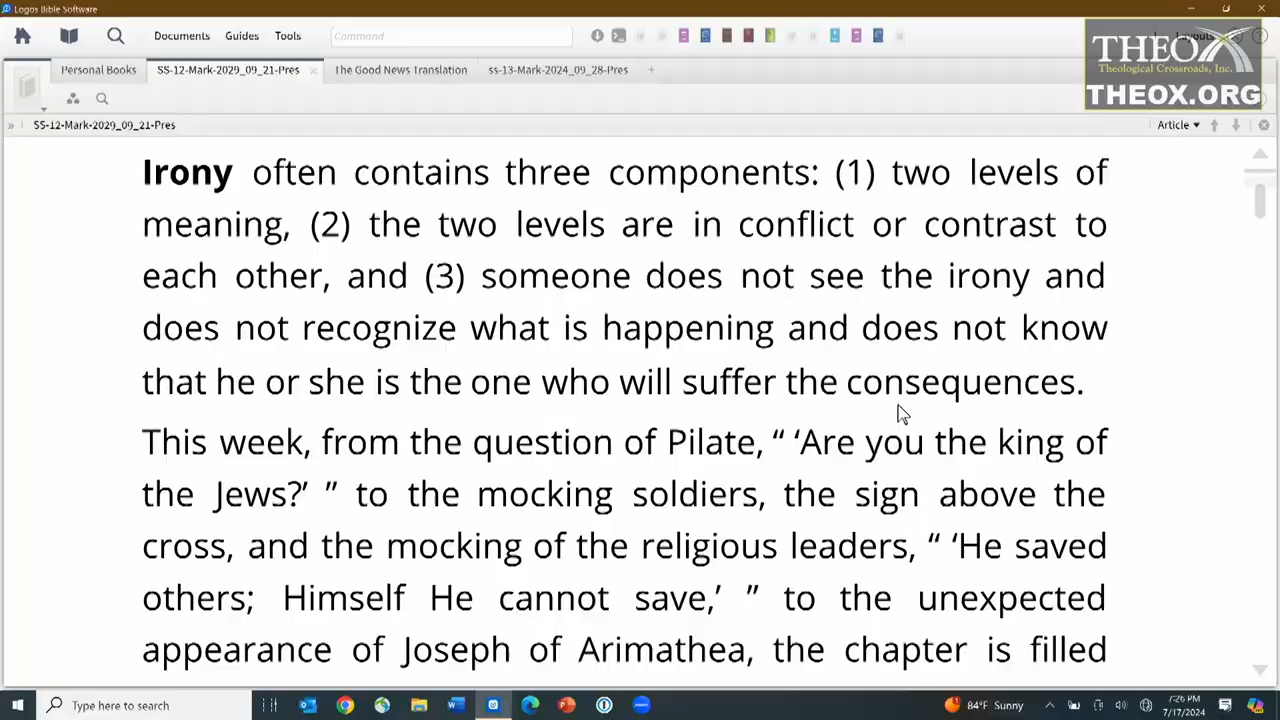 Logos Bible Software
Documents Guides Tools Command
THEOX
Theological Crossroads, Inc.
THEOX.ORG
Personal Books SS-12-Mark-2029_09_21-Pres The Good News ss-13-Mark-2024_09_28-Pres
SS-12-Mark-2029_09_21-Pres Article
Irony often contains three components: (1) two levels of
meaning, (2) the two levels are in conflict or contrast to
each other, and (3) someone does not see the irony and
does not recognize what is happening and does not know
that he or she is the one who will suffer the consequences.
This week, from the question of Pilate, “ ‘Are you the king of
the Jews?’ ” to the mocking soldiers, the sign above the
cross, and the mocking of the religious leaders, “ ‘He saved
others; Himself He cannot save,’ ” to the unexpected
appearance of Joseph of Arimathea, the chapter is filled
Type here to search 84°F Sunny 7:26 PM
7/17/2024